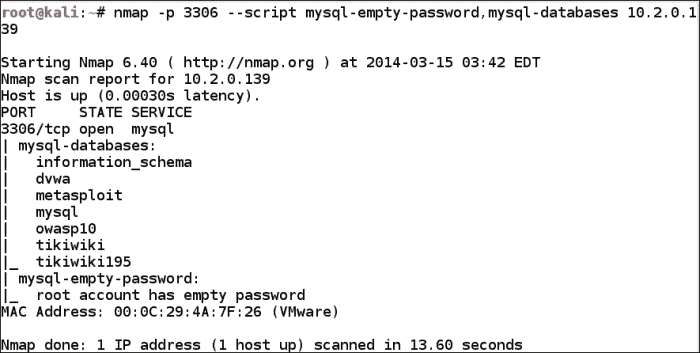 root@kali:~# nmap -p 3306 --script mysql-empty-password,mysql-databases 10.2.0.1
39
Starting Nmap 6.40 ( http://nmap.org ) at 2014-03-15 03:42 EDT
Nmap scan report for 10.2.0.139
Host is up (0.00030s latency).
PORT     STATE SERVICE
3306/tcp open  mysql
| mysql-databases:
|   information_schema
|   dvwa
|   metasploit
|   mysql
|   owasp10
|   tikiwiki
|_  tikiwiki195
| mysql-empty-password:
|_  root account has empty password
MAC Address: 00:0C:29:4A:7F:26 (VMware)
Nmap done: 1 IP address (1 host up) scanned in 13.60 seconds